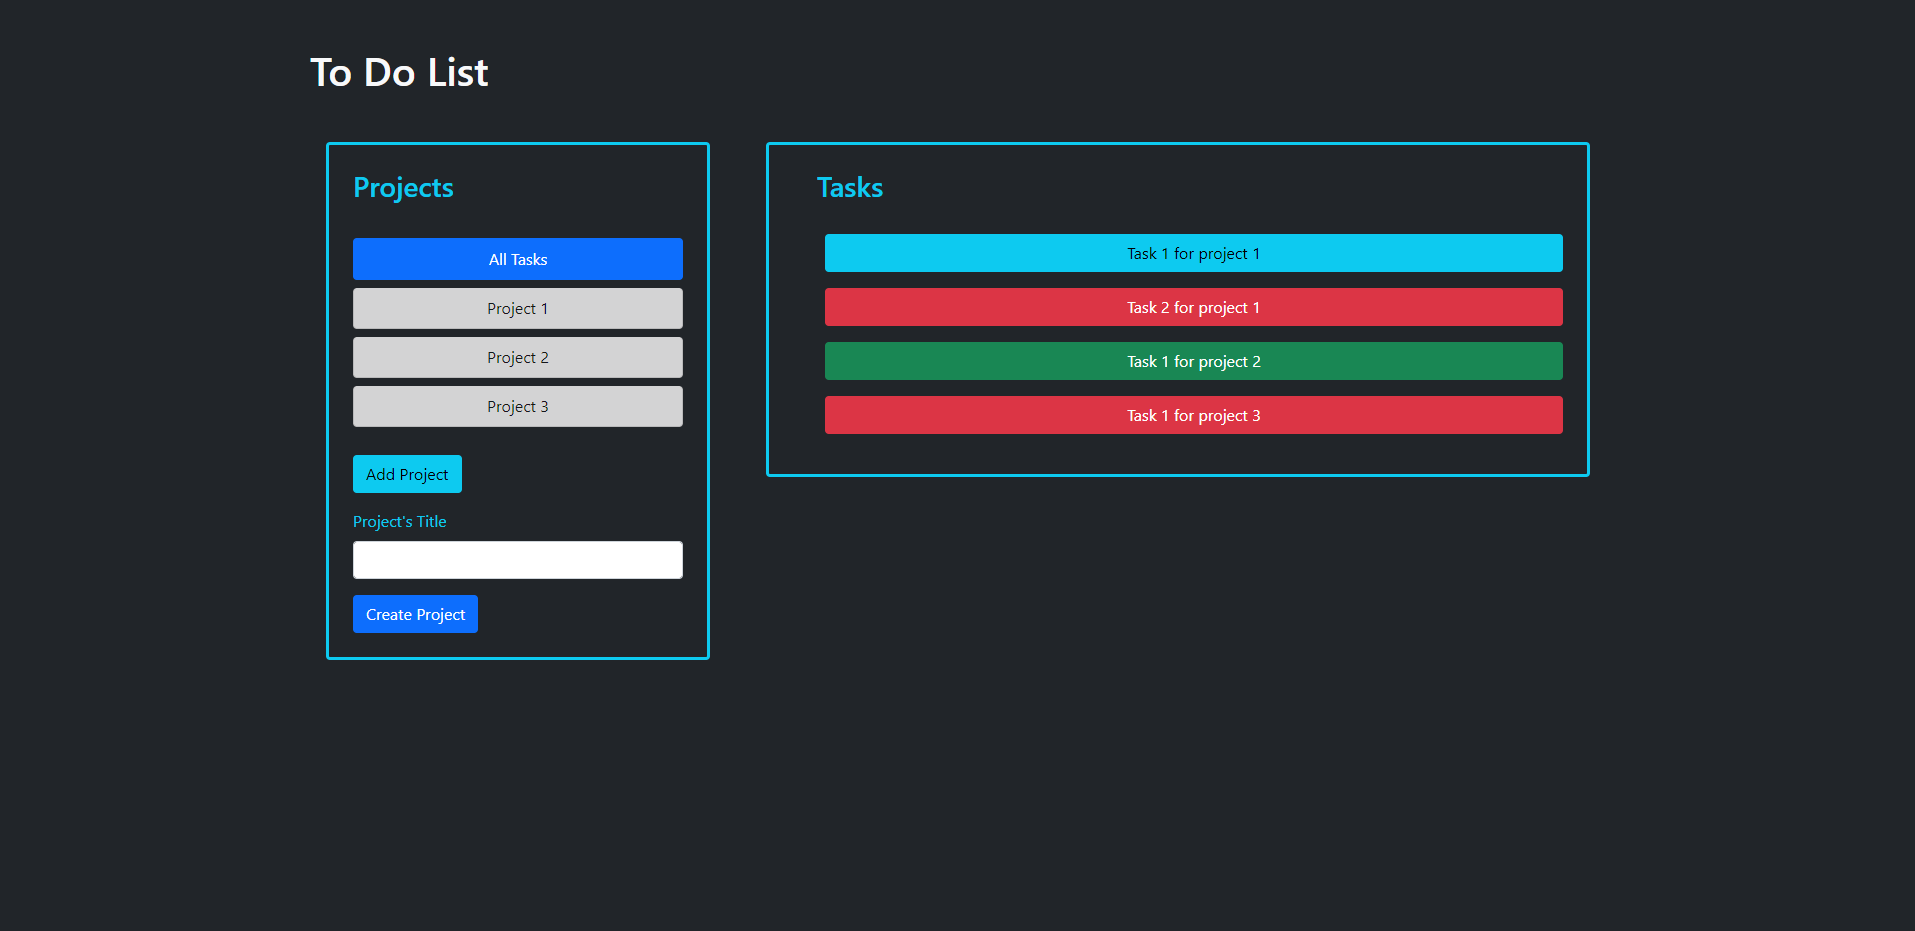 To Do List
Projects
All Tasks
Project 1
Project 2
Project 3
Add Project
Project's Title
Create Project
Tasks
Task 1 for project 1
Task 2 for project 1
Task 1 for project 2
Task 1 for project 3